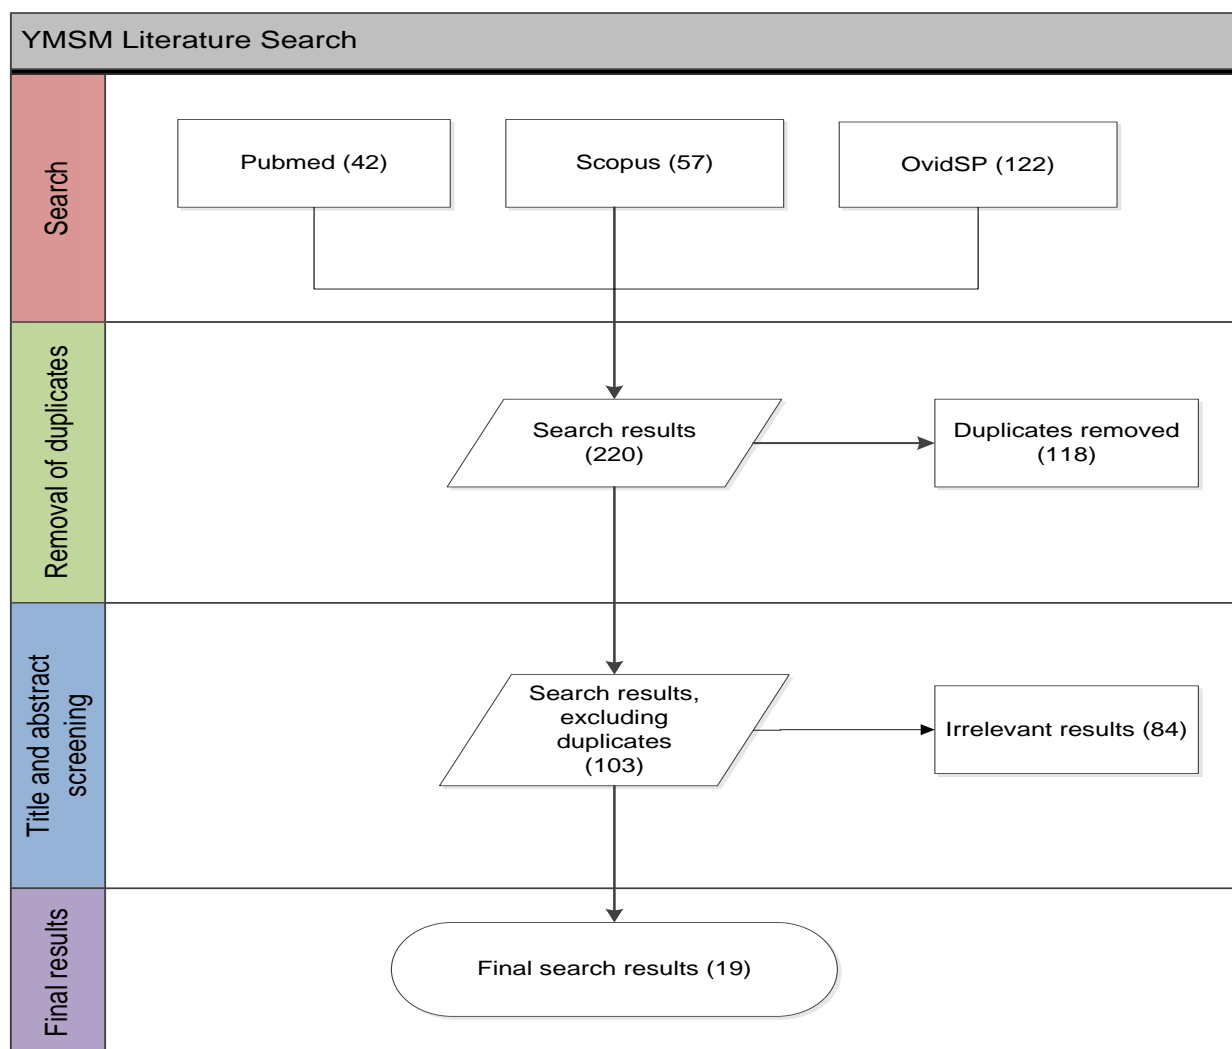 YMSM Literature Search
Search
Pubmed (42)
Scopus (57)
OvidSP (122)
Removal of duplicates
Search results
(220)
Duplicates removed
(118)
Title and abstract
screening
Search results,
excluding
duplicates
(103)
Irrelevant results (84)
Final results
Final search results (19)